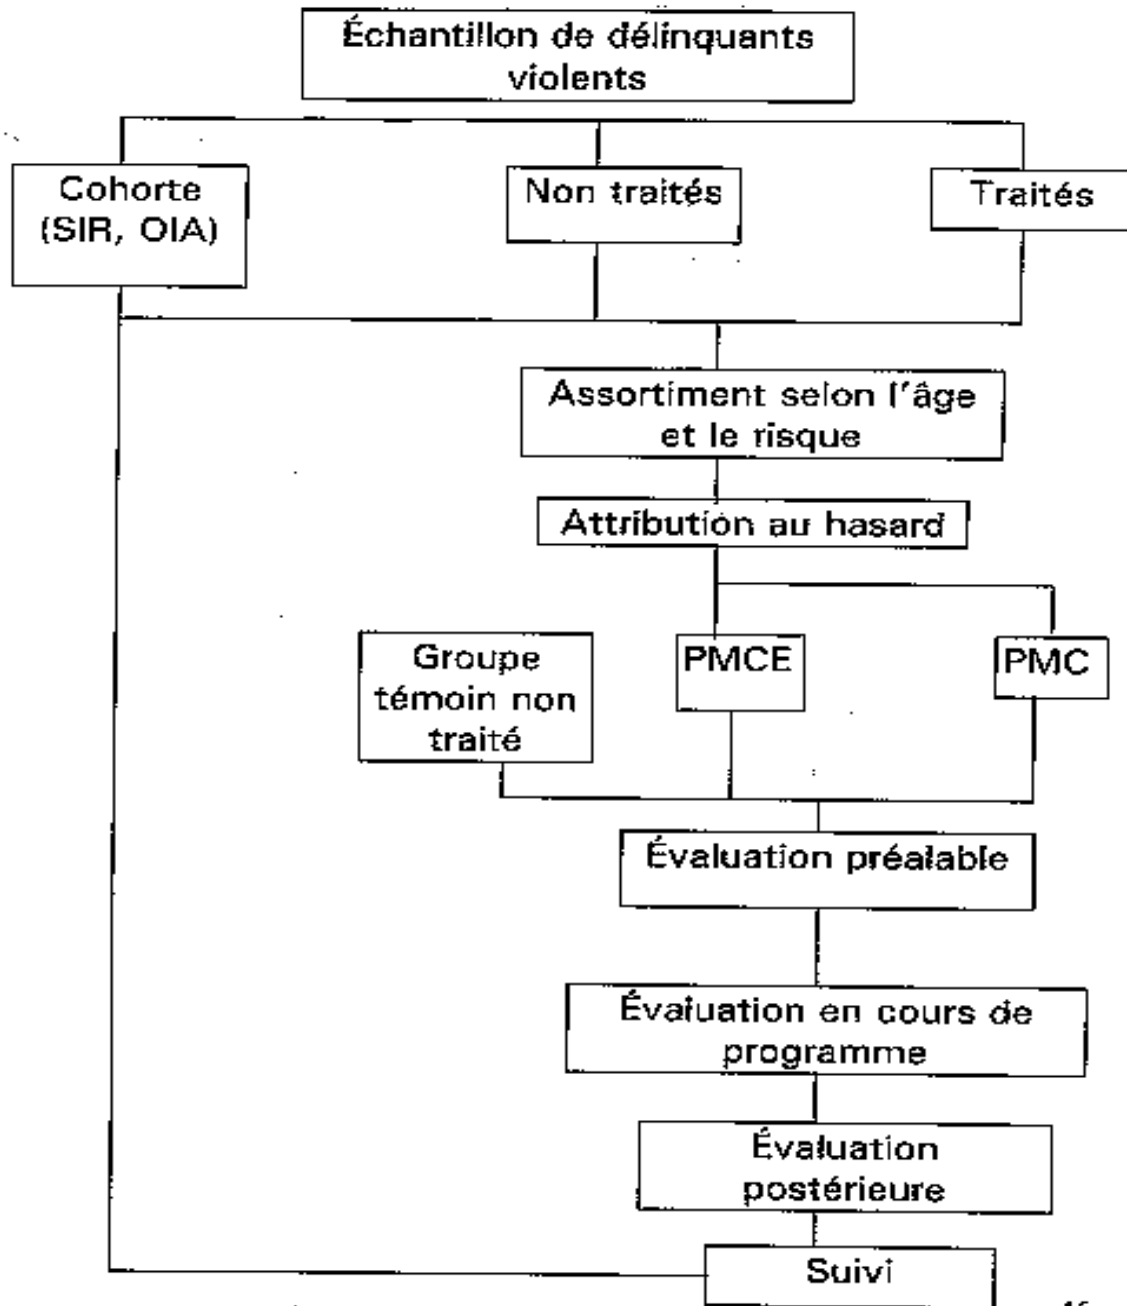 Échantillon de délinquants
violents
Cohorte
(SIR, OIA)
Non traités
Traités
Assortiment selon l'âge
et le risque
Attribution au hasard
Groupe
témoin non
traité
PMCE
PMC
Évaluation préalable
Évaluation en cours de
programme
Évaluation
postérieure
Suivi